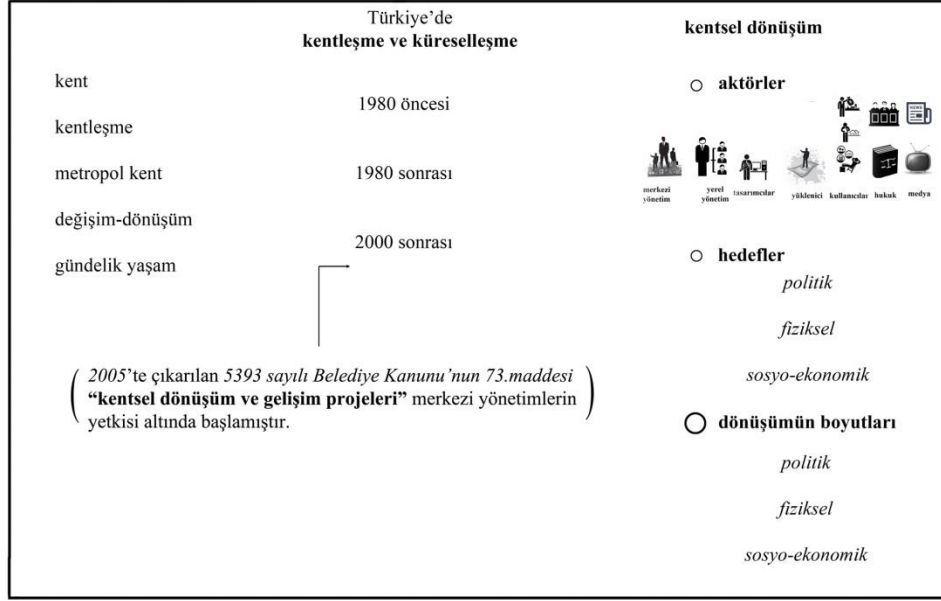 Türkiye’de
kentleşme ve küreselleşme
kentsel dönüşüm
kent
kentleşme
metropol kent
değişim-dönüşüm
gündelik yaşam
1980 öncesi
1980 sonrası
2000 sonrası
2005’te çıkarılan 5393 sayılı Belediye Kanunu’nun 73.maddesi
“kentsel dönüşüm ve gelişim projeleri” merkezi yönetimlerin
yetkisi altında başlamıştır.
aktörler
NEWS
merkezi
yönetim
yerel
yönetim
tasarımcılar
yüklenici
kullanıcılar
hukuk
medya
hedefler
politik
fiziksel
sosyo-ekonomik
dönüşümün boyutları
politik
fiziksel
sosyo-ekonomik